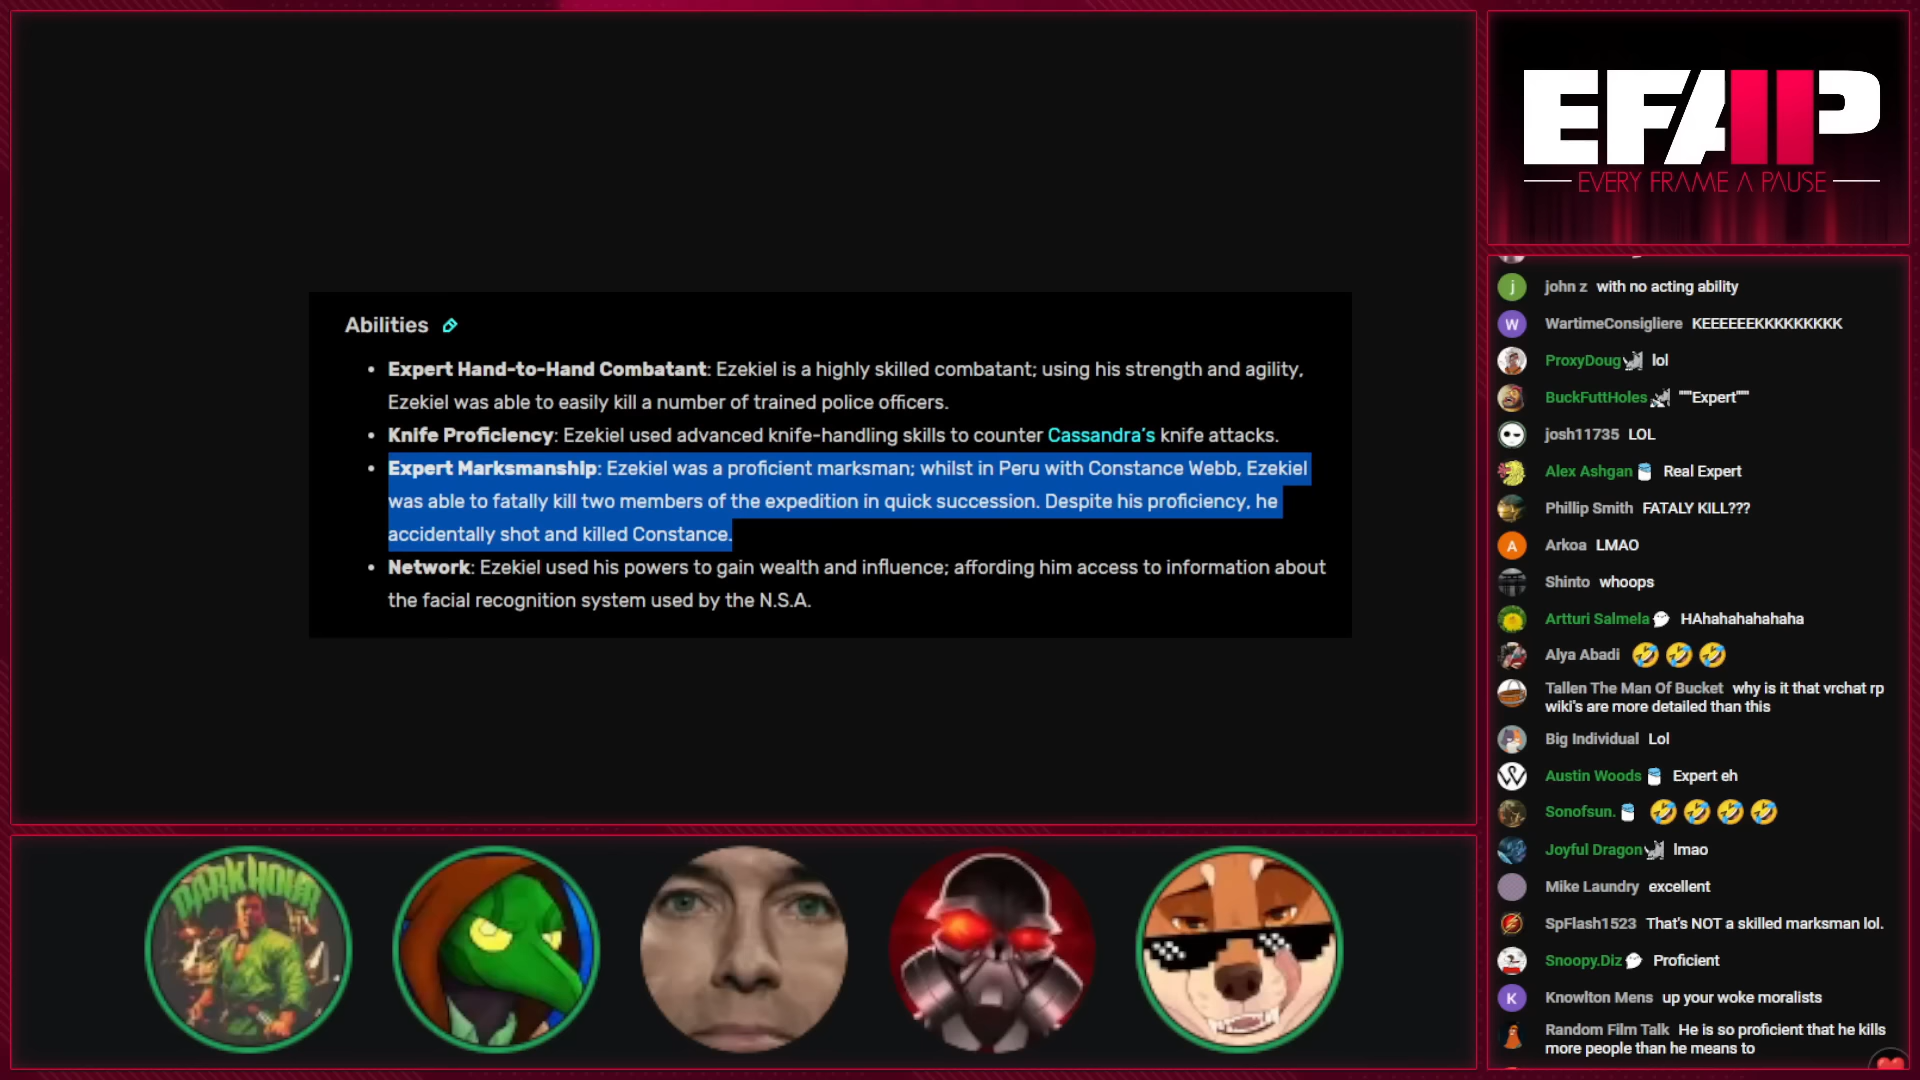 EFAP
EVERY FRAME A PAUSE
Abilities
• Expert Hand-to-Hand Combatant: Ezekiel is a highly skilled combatant; using his strength and agility,
Ezekiel was able to easily kill a number of trained police officers.
• Knife Proficiency: Ezekiel used advanced knife-handling skills to counter Cassandra's knife attacks.
• Expert Marksmanship: Ezekiel was a proficient marksman; whilst in Peru with Constance Webb, Ezekiel
was able to fatally kill two members of the expedition in quick succession. Despite his proficiency, he
accidentally shot and killed Constance.
• Network: Ezekiel used his powers to gain wealth and influence; affording him access to information about
the facial recognition system used by the N.S.A.
DARK HOUR
j john z with no acting ability
W WartimeConsigliere KEEEEEEKKKKKKKKK
ProxyDoug lol
BuckFuttHoles """Expert"""
josh11735 LOL
Alex Ashgan Real Expert
Phillip Smith FATALY KILL???
A Arkoa LMAO
Shinto whoops
Artturi Salmela HAhahahahahaha
Alya Abadi 🤣🤣🤣
Tallen The Man Of Bucket why is it that vrchat rp
wiki's are more detailed than this
Big Individual Lol
Austin Woods Expert eh
Sonofsun. 🤣🤣🤣🤣
Joyful Dragon lmao
Mike Laundry excellent
SpFlash1523 That's NOT a skilled marksman lol.
Snoopy.Diz Proficient
K Knowlton Mens up your woke moralists
Random Film Talk He is so proficient that he kills
more people than he means to